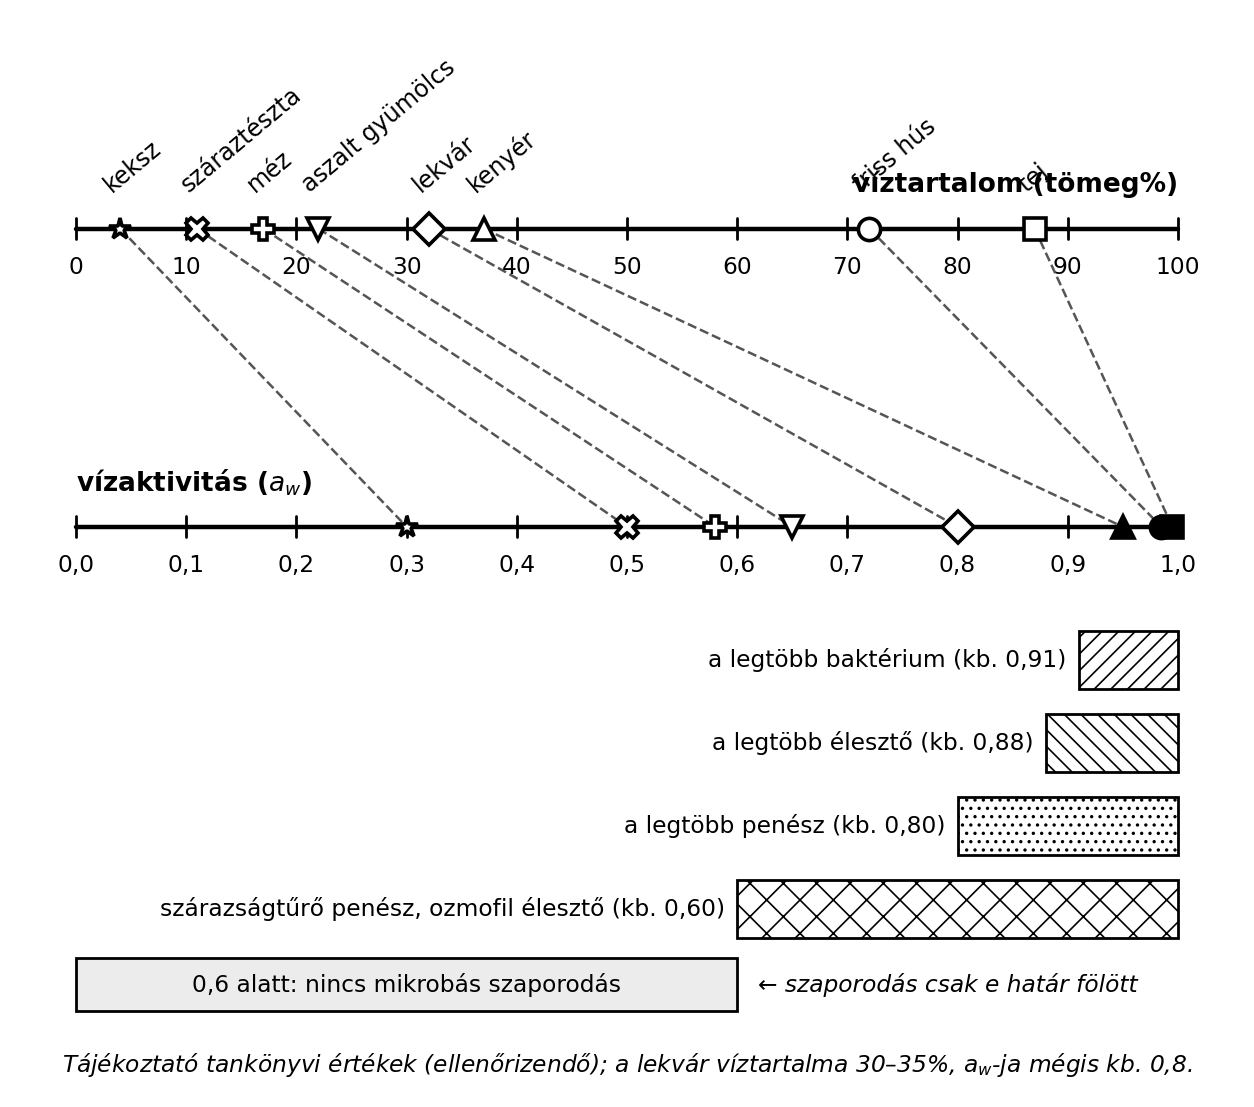 keksz
száraztészta
méz
aszalt gyümölcs
lekvár
kenyér
friss hús
tej
víztartalom (tömeg%)
0 10 20 30 40 50 60 70 80 90 100
vízaktivitás (a_w)
0,0 0,1 0,2 0,3 0,4 0,5 0,6 0,7 0,8 0,9 1,0
a legtöbb baktérium (kb. 0,91)
a legtöbb élesztő (kb. 0,88)
a legtöbb penész (kb. 0,80)
szárazságtűrő penész, ozmofil élesztő (kb. 0,60)
0,6 alatt: nincs mikrobás szaporodás
← szaporodás csak e határ fölött
Tájékoztató tankönyvi értékek (ellenőrizendő); a lekvár víztartalma 30–35%, a_w-ja mégis kb. 0,8.